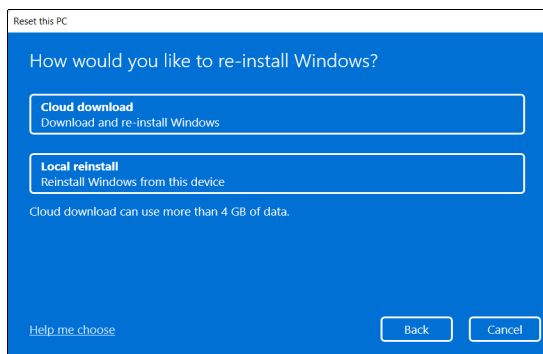 Reset this PC
How would you like to re-install Windows?
Cloud download
Download and re-install Windows
Local reinstall
Reinstall Windows from this device
Cloud download can use more than 4 GB of data.
Help me choose
Back
Cancel